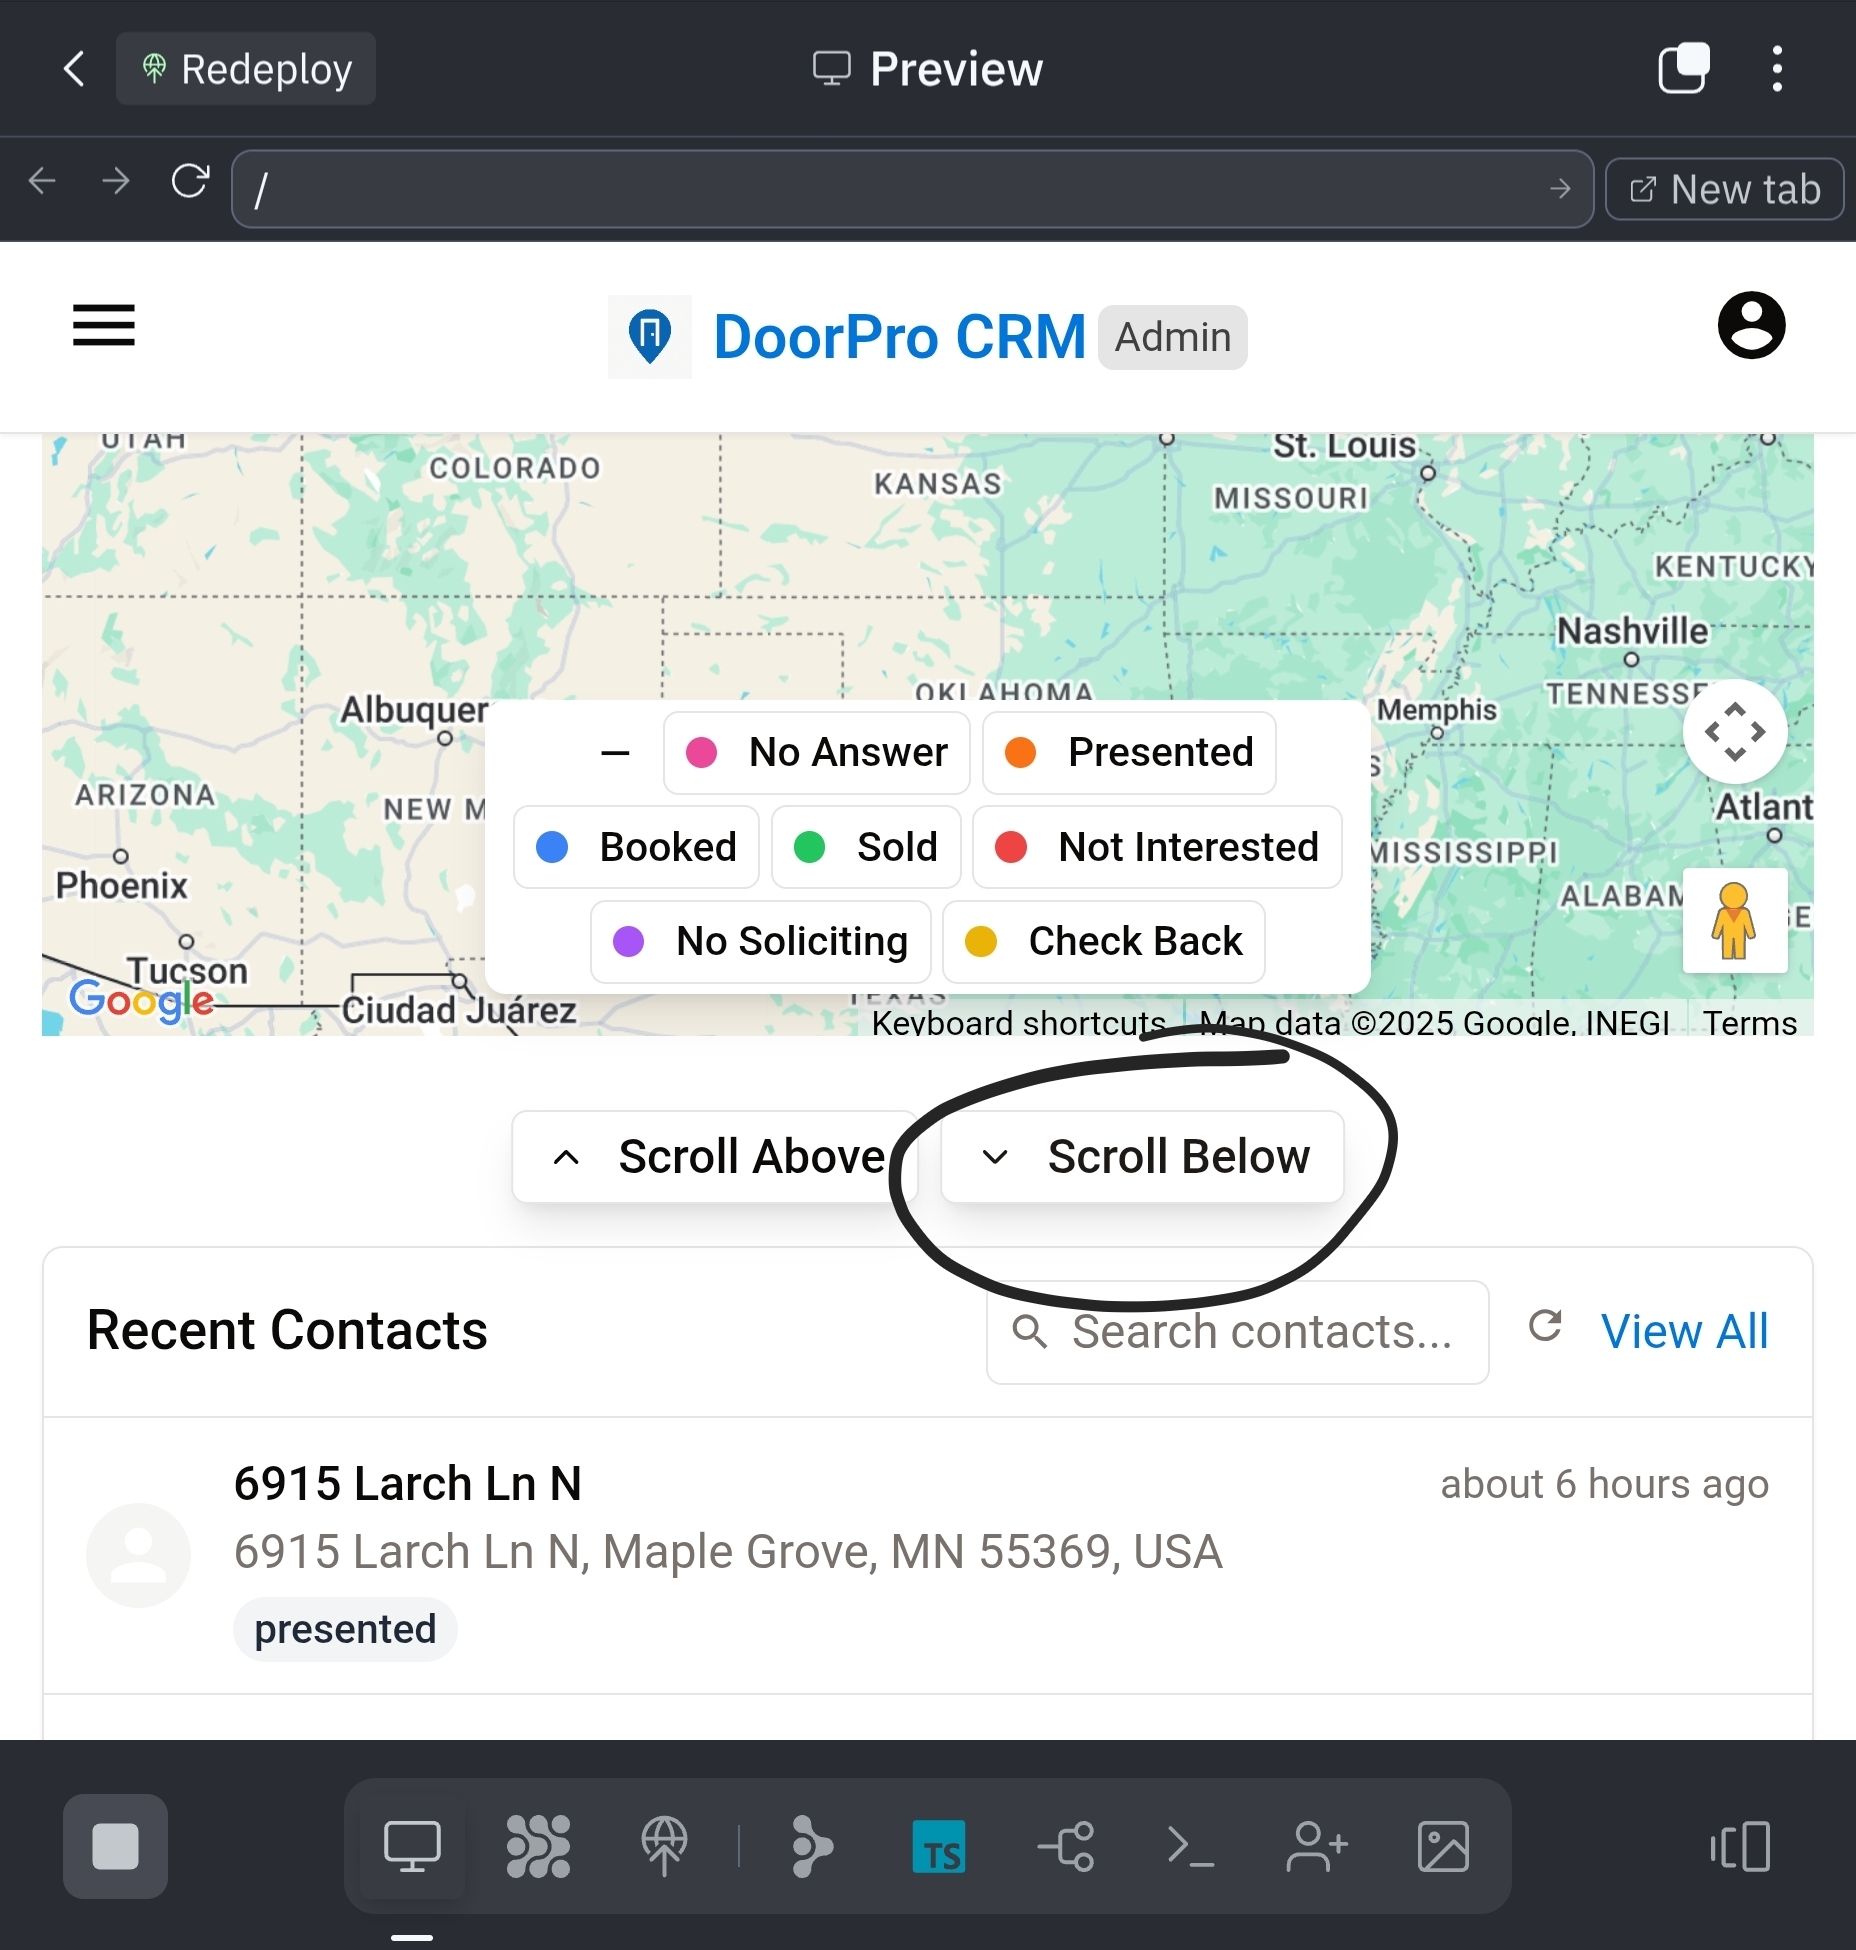 Redeploy
Preview
/
New tab
DoorPro CRM Admin
UTAH
COLORADO
KANSAS
St. Louis
MISSOURI
KENTUCKY
Nashville
OKLAHOMA
TENNESSE
Albuquer
Memphis
No Answer
Presented
ARIZONA
NEW M
Atlant
Booked
Sold
Not Interested
MISSISSIPPI
Phoenix
ALABAM
No Soliciting
Check Back
Tucson
Google
Ciudad Juárez
TEXAS
Keyboard shortcuts
Map data ©2025 Google, INEGI
Terms
Scroll Above
Scroll Below
Recent Contacts
Search contacts...
View All
6915 Larch Ln N
about 6 hours ago
6915 Larch Ln N, Maple Grove, MN 55369, USA
presented
TS